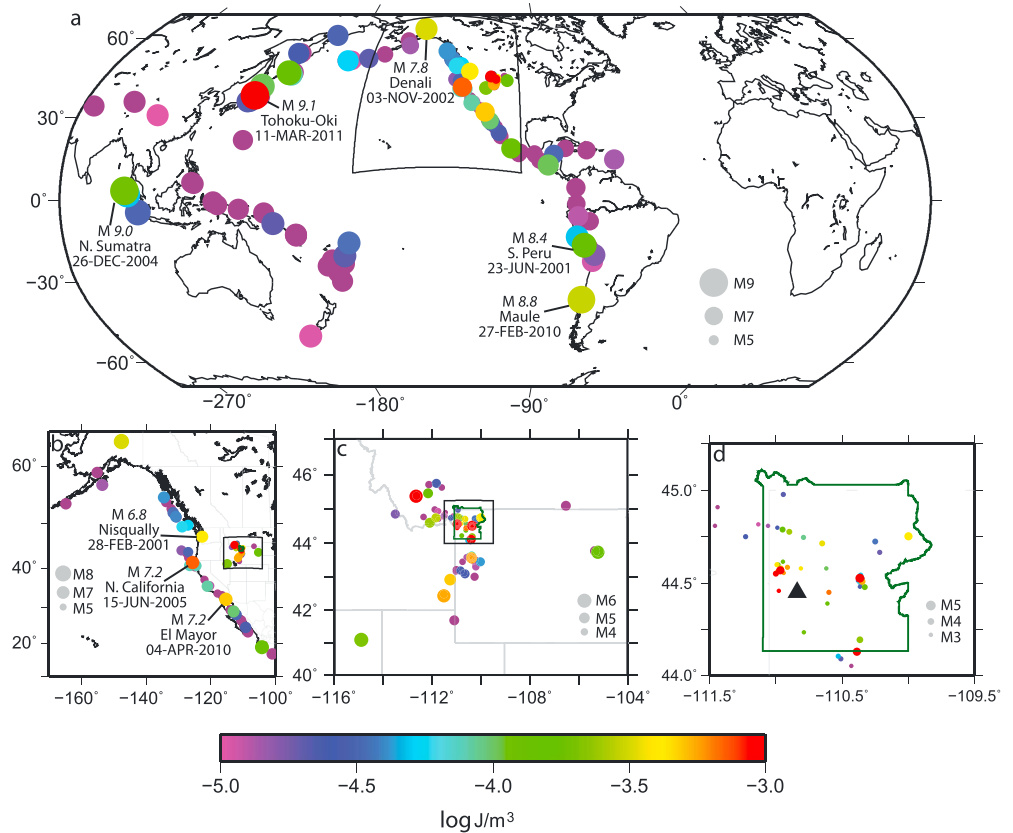 a
60°
30°
0°
−30°
−60°
−270°
−180°
−90°
0°
M 7.8
Denali
03-NOV-2002
M 9.1
Tohoku-Oki
11-MAR-2011
M 9.0
N. Sumatra
26-DEC-2004
M 8.4
S. Peru
23-JUN-2001
M 8.8
Maule
27-FEB-2010
M9
M7
M5
b
60°
40°
20°
−160
−140
−120
−100
M 6.8
Nisqually
28-FEB-2001
M 7.2
N. California
15-JUN-2005
M 7.2
El Mayor
04-APR-2010
M8
M7
M5
c
46°
44°
42°
40°
−116
−112
−108
−104
M6
M5
M4
d
45.0°
44.5°
44.0°
−111.5°
−110.5°
−109.5°
M5
M4
M3
−5.0
−4.5
−4.0
−3.5
−3.0
log J/m³